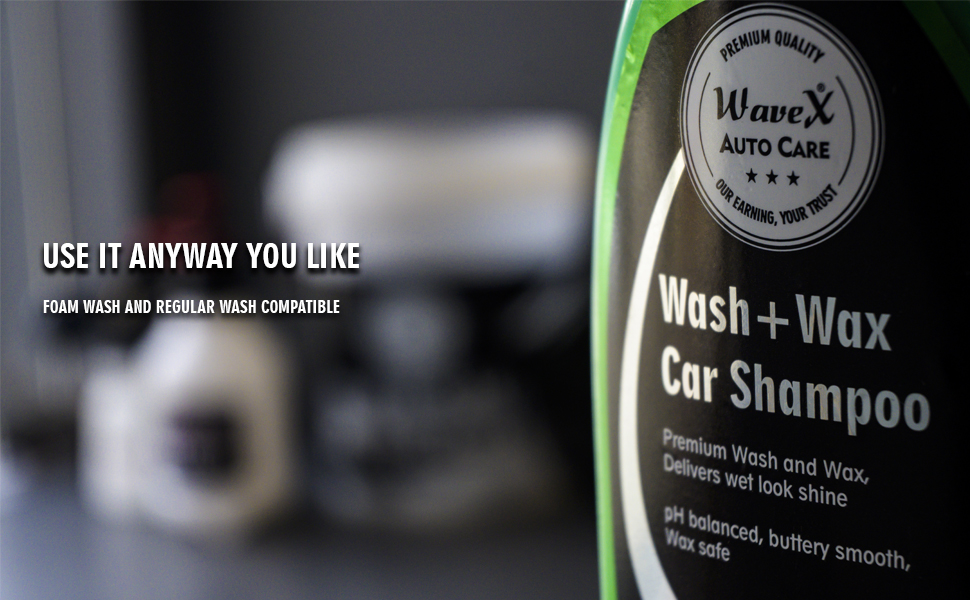 USE IT ANYWAY YOU LIKE
FOAM WASH AND REGULAR WASH COMPATIBLE
PREMIUM QUALITY
WaveX®
AUTO CARE
OUR EARNING, YOUR TRUST
Wash+Wax
Car Shampoo
Premium Wash and Wax,
Delivers wet look shine
pH balanced, buttery smooth,
Wax safe